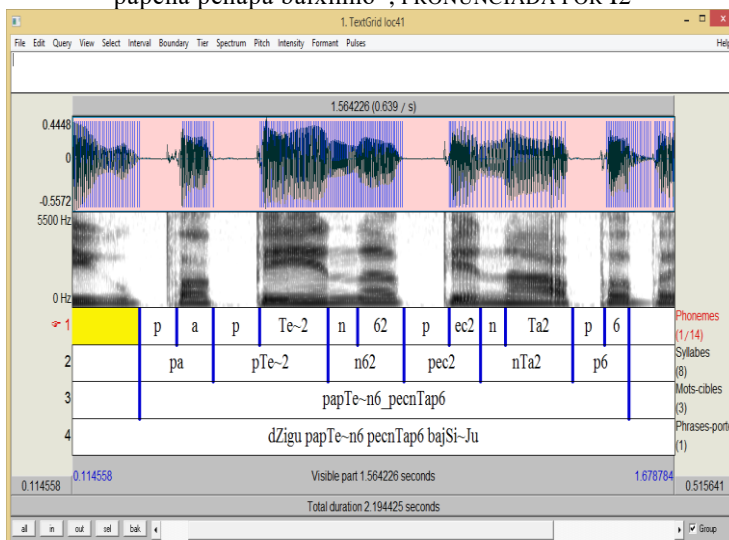 papena penapa baixinho", PRONUNCIADA POR I2
1. TextGrid loc41
File Edit Query View Select Interval Boundary Tier Spectrum Pitch Intensity Formant Pulses Help
1.564226 (0.639 / s)
0.4448
0
-0.5572
5500 Hz
0 Hz
1 p a p Te~2 n 62 p ec2 n Ta2 p 6 Phonemes (1/14)
2 pa pTe~2 n62 pec2 nTa2 p6 Syllabes (8)
3 papTe~n6_pecnTap6 Mots-cibles (3)
4 dZigu papTe~n6 pecnTap6 bajSi~Ju Phrases-porte (1)
0.114558 0.114558 Visible part 1.564226 seconds 1.678784 0.515641
Total duration 2.194425 seconds
all in out sel bak Group